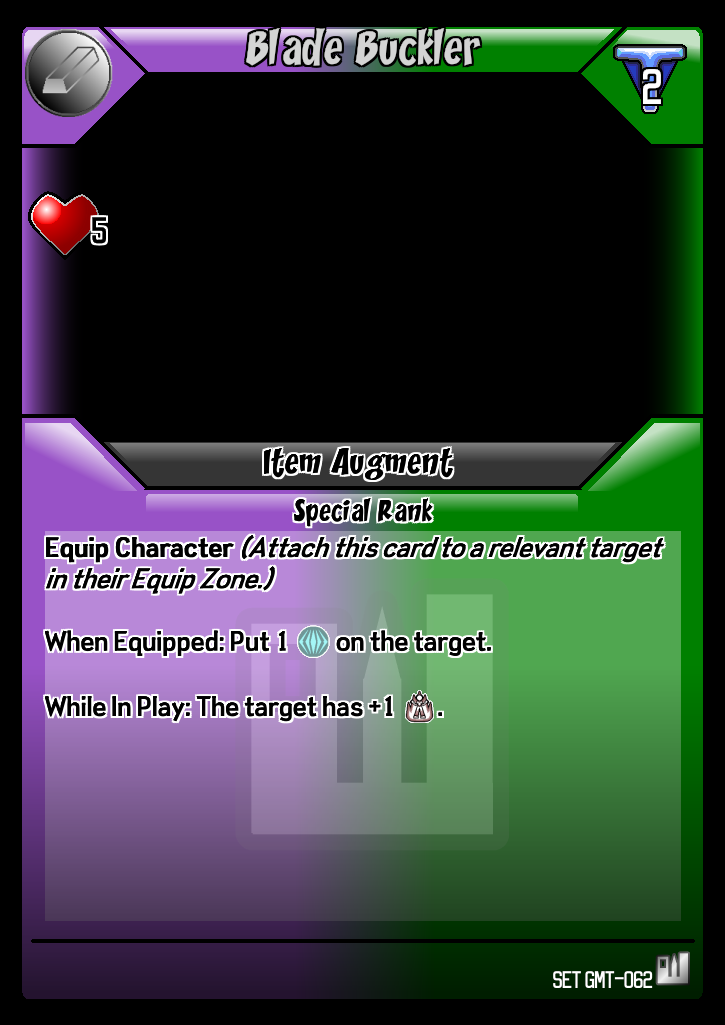 Blade Buckler
2
5
Item Augment
Special Rank
Equip Character (Attach this card to a relevant target
in their Equip Zone.)
When Equipped: Put 1 on the target.
While In Play: The target has +1 .
SET GMT-062